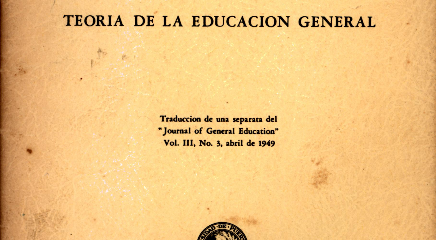 TEORIA DE LA EDUCACION GENERAL
Traduccion de una separata del
"Journal of General Education"
Vol. III, No. 3, abril de 1949